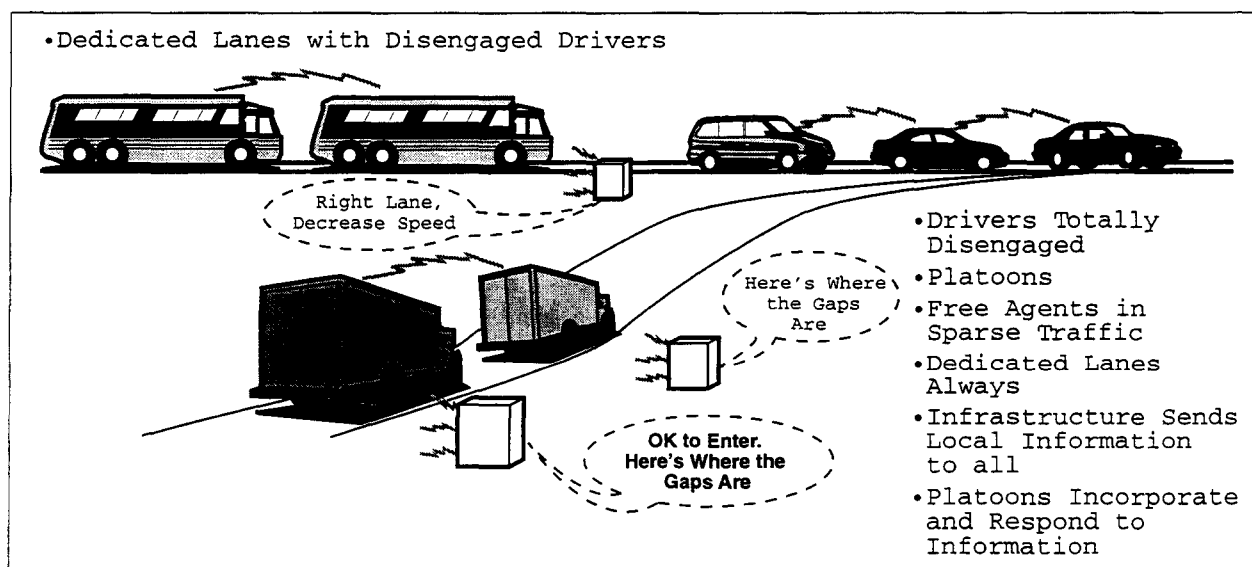 •Dedicated Lanes with Disengaged Drivers
Right Lane,
Decrease Speed
Here's Where
the Gaps
Are
OK to Enter.
Here's Where the
Gaps Are
•Drivers Totally
Disengaged
•Platoons
•Free Agents in
Sparse Traffic
•Dedicated Lanes
Always
•Infrastructure Sends
Local Information
to all
•Platoons Incorporate
and Respond to
Information